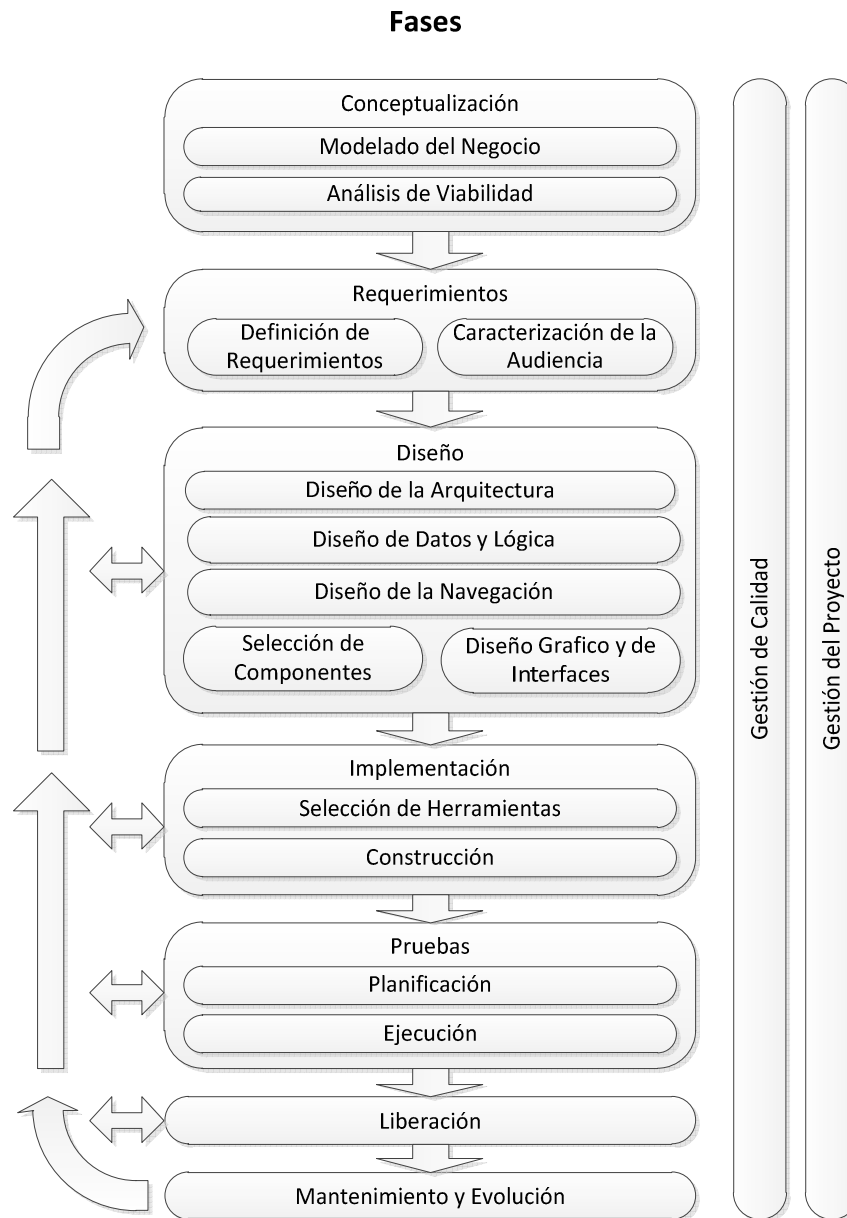 Fases
Conceptualización
Modelado del Negocio
Análisis de Viabilidad
Requerimientos
Definición de
Requerimientos
Caracterización de la
Audiencia
Diseño
Diseño de la Arquitectura
Diseño de Datos y Lógica
Diseño de la Navegación
Selección de
Componentes
Diseño Grafico y de
Interfaces
Implementación
Selección de Herramientas
Construcción
Pruebas
Planificación
Ejecución
Liberación
Mantenimiento y Evolución
Gestión de Calidad
Gestión del Proyecto